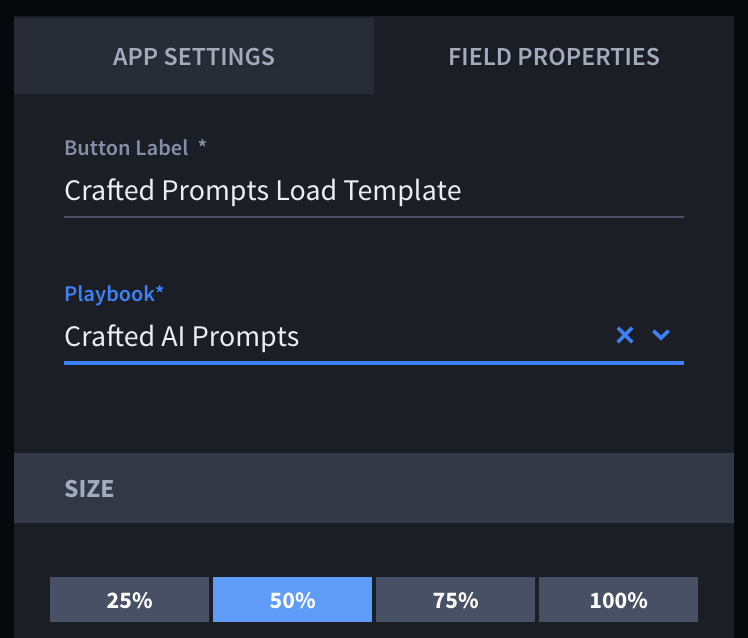 APP SETTINGS
FIELD PROPERTIES
Button Label *
Crafted Prompts Load Template
Playbook*
Crafted AI Prompts
SIZE
25%
50%
75%
100%